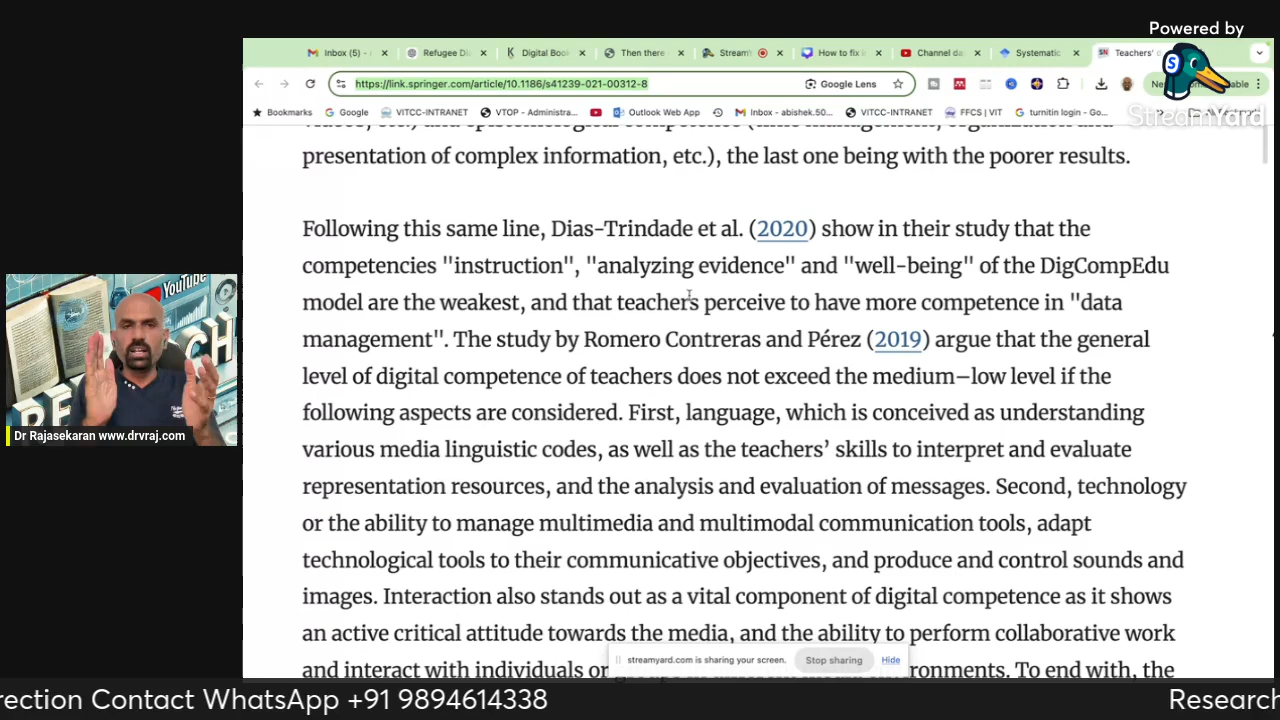 Powered by
StreamYard
Inbox (5) -
Refugee Di
Digital Boo
Then there
Stream
How to fix i
Channel da
Systematic
Teachers'
https://link.springer.com/article/10.1186/s41239-021-00312-8
Google Lens
Bookmarks
Google
VITCC-INTRANET
VTOP - Administra...
Outlook Web App
Inbox - abishek.50...
VITCC-INTRANET
FFCS | VIT
turnitin login - Go...
presentation of complex information, etc.), the last one being with the poorer results.
Following this same line, Dias-Trindade et al. (2020) show in their study that the
competencies "instruction", "analyzing evidence" and "well-being" of the DigCompEdu
model are the weakest, and that teachers perceive to have more competence in "data
management". The study by Romero Contreras and Pérez (2019) argue that the general
level of digital competence of teachers does not exceed the medium–low level if the
following aspects are considered. First, language, which is conceived as understanding
various media linguistic codes, as well as the teachers’ skills to interpret and evaluate
representation resources, and the analysis and evaluation of messages. Second, technology
or the ability to manage multimedia and multimodal communication tools, adapt
technological tools to their communicative objectives, and produce and control sounds and
images. Interaction also stands out as a vital component of digital competence as it shows
an active critical attitude towards the media, and the ability to perform collaborative work
and interact with individuals or
ronments. To end with, the
streamyard.com is sharing your screen.
Stop sharing
Hide
YouTube
Dr Rajasekaran www.drvraj.com
rection Contact WhatsApp +91 9894614338
Research